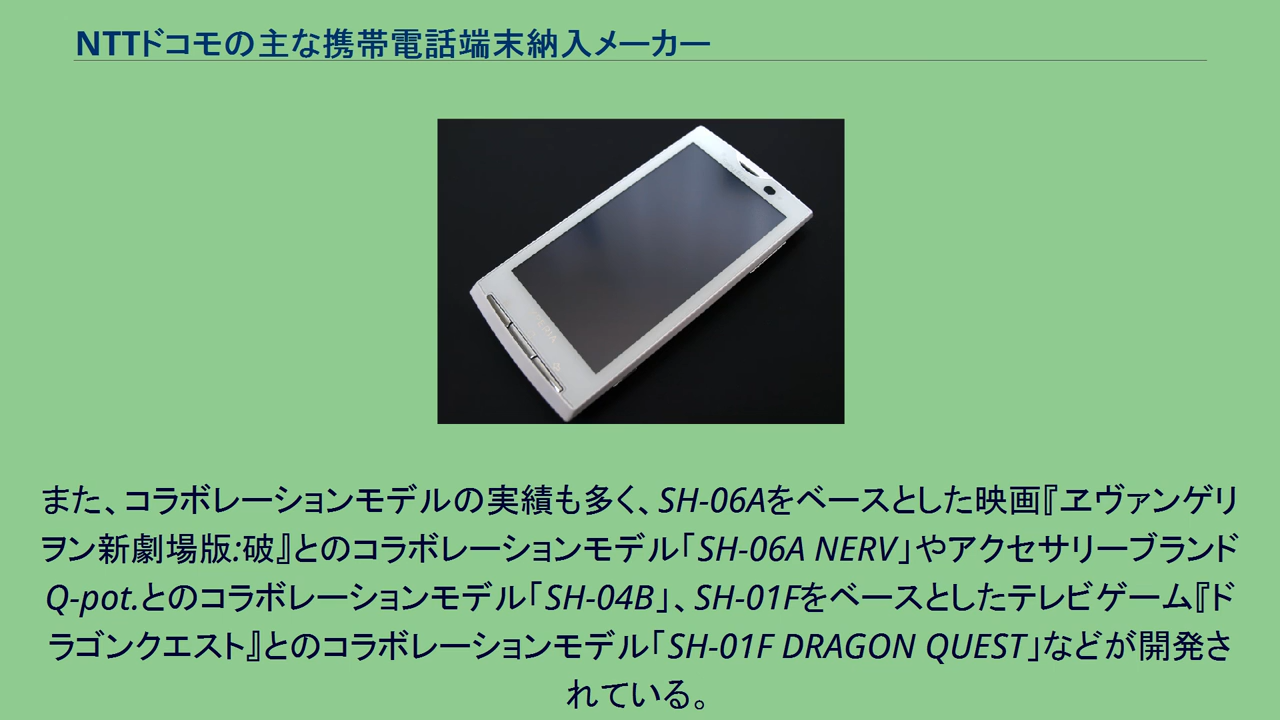 NTTドコモの主な携帯電話端末納入メーカー
また、コラボレーションモデルの実績も多く、SH-06Aをベースとした映画『ヱヴァンゲリ
ヲン新劇場版:破』とのコラボレーションモデル「SH-06A NERV」やアクセサリーブランド
Q-pot.とのコラボレーションモデル「SH-04B」、SH-01Fをベースとしたテレビゲーム『ド
ラゴンクエスト』とのコラボレーションモデル「SH-01F DRAGON QUEST」などが開発さ
れている。